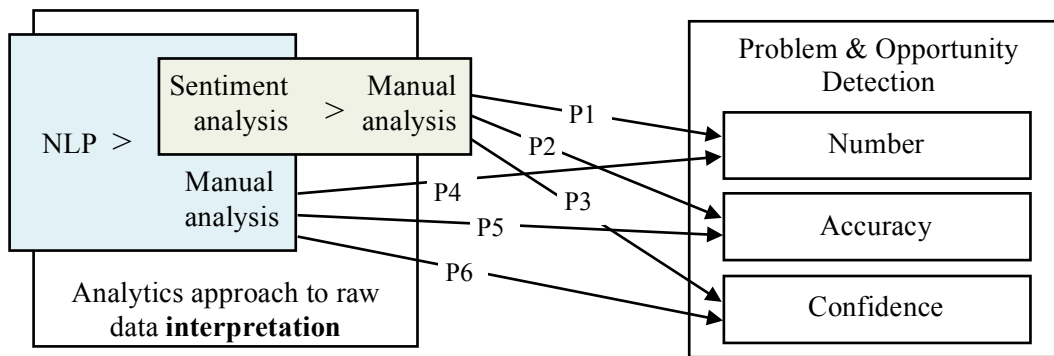 NLP >
Sentiment
analysis
>
Manual
analysis
Manual
analysis
Analytics approach to raw
data interpretation
P1
P2
P3
P4
P5
P6
Problem & Opportunity
Detection
Number
Accuracy
Confidence